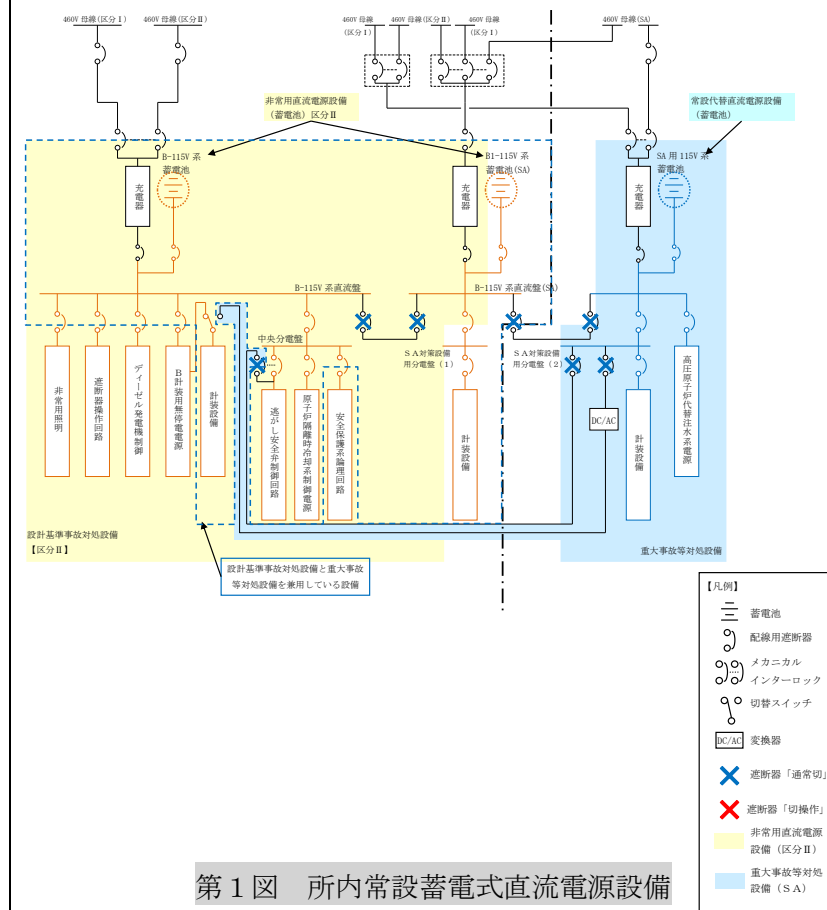 460V 母線(区分Ⅰ)
460V 母線(区分Ⅱ)
460V 母線
(区分Ⅰ)
460V 母線(区分Ⅱ)
460V 母線
(区分Ⅰ)
460V 母線(SA)
非常用直流電源設備
(蓄電池)区分Ⅱ
常設代替直流電源設備
(蓄電池)
B-115V 系
蓄電池
B1-115V 系
蓄電池(SA)
SA 用 115V 系
蓄電池
充電器
充電器
充電器
B-115V 系直流盤
B-115V 系直流盤(SA)
中央分電盤
SA対策設備
用分電盤(1)
SA対策設備
用分電盤(2)
非常用照明
遮断器操作回路
ディーゼル発電機制御
B計装用無停電電源
計装設備
逃がし安全弁制御回路
原子炉隔離時冷却系制御電源
安全保護系論理回路
計装設備
DC/AC
計装設備
高圧原子炉代替注水系電源
設計基準事故対処設備
【区分Ⅱ】
重大事故等対処設備
設計基準事故対処設備と重大事故
等対処設備を兼用している設備
【凡例】
蓄電池
配線用遮断器
メカニカル
インターロック
切替スイッチ
DC/AC 変換器
遮断器「通常切」
遮断器「切操作」
非常用直流電源
設備(区分Ⅱ)
重大事故等対処
設備(SA)
第1図 所内常設蓄電式直流電源設備